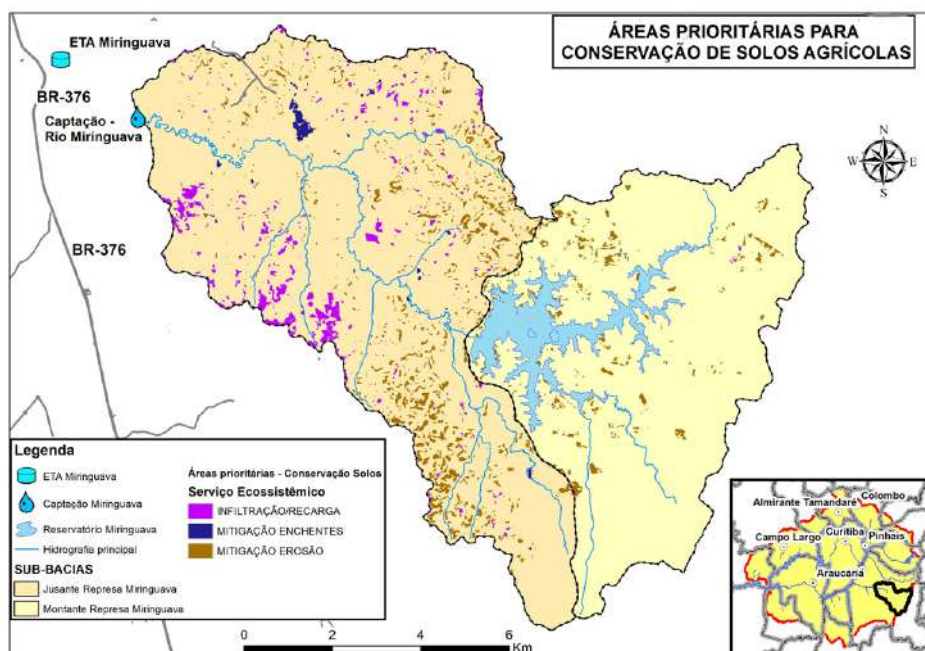 ÁREAS PRIORITÁRIAS PARA
CONSERVAÇÃO DE SOLOS AGRÍCOLAS
ETA Miringuava
BR-376
Captação -
Rio Miringuava
N
W E
S
BR-376
Legenda
ETA Miringuava
Captação Miringuava
Reservatório Miringuava
Hidrografia principal
SUB-BACIAS
Jusante Represa Miringuava
Montante Represa Miringuava
Áreas prioritárias - Conservação Solos
Serviço Ecossistêmico
INFILTRAÇÃO/RECARGA
MITIGAÇÃO ENCHENTES
MITIGAÇÃO EROSÃO
0 2 4 6
Km
Almirante Tamandaré
Colombo
Campo Largo
Curitiba
Pinhais
Araucária